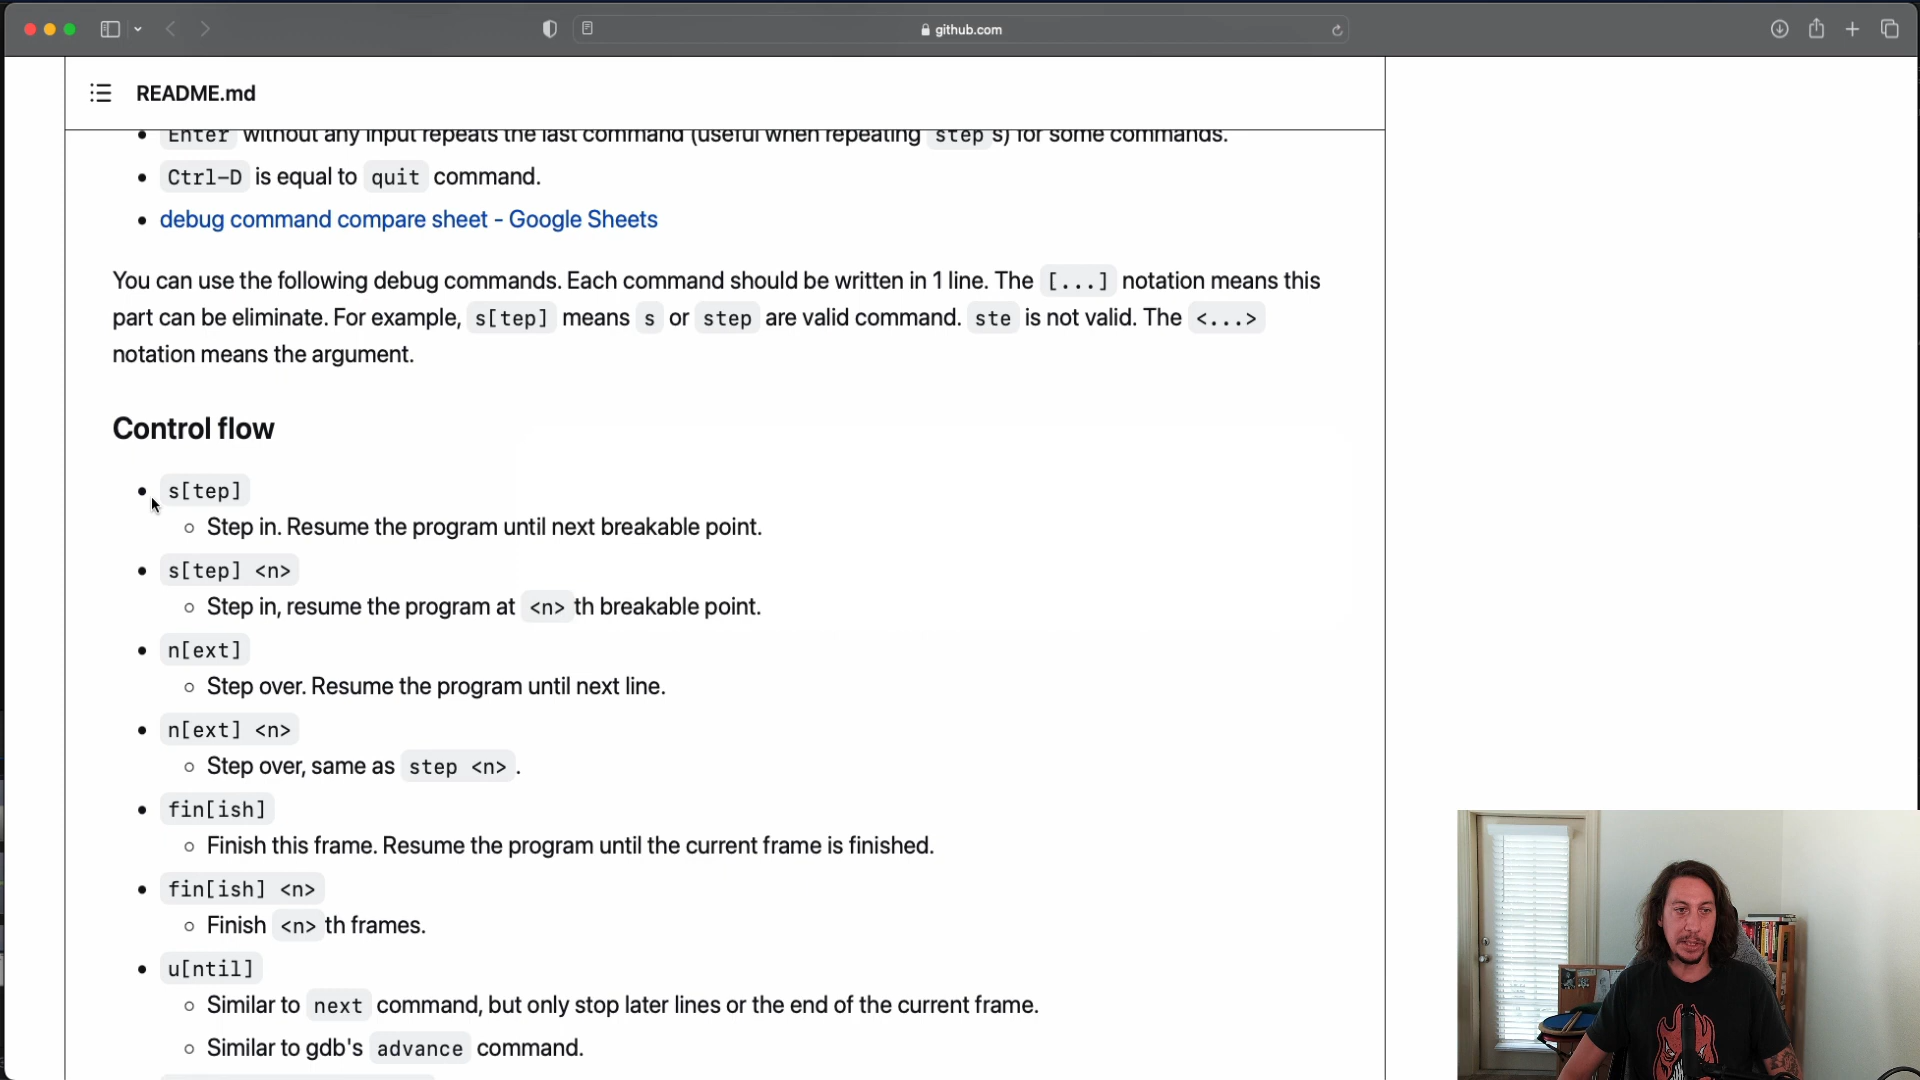 github.com
README.md
Enter without any input repeats the last command (useful when repeating step s) for some commands.
Ctrl-D is equal to quit command.
debug command compare sheet - Google Sheets
You can use the following debug commands. Each command should be written in 1 line. The [...] notation means this
part can be eliminate. For example, s[tep] means s or step are valid command. ste is not valid. The <...>
notation means the argument.
Control flow
s[tep]
Step in. Resume the program until next breakable point.
s[tep] <n>
Step in, resume the program at <n> th breakable point.
n[ext]
Step over. Resume the program until next line.
n[ext] <n>
Step over, same as step <n> .
fin[ish]
Finish this frame. Resume the program until the current frame is finished.
fin[ish] <n>
Finish <n> th frames.
u[ntil]
Similar to next command, but only stop later lines or the end of the current frame.
Similar to gdb's advance command.